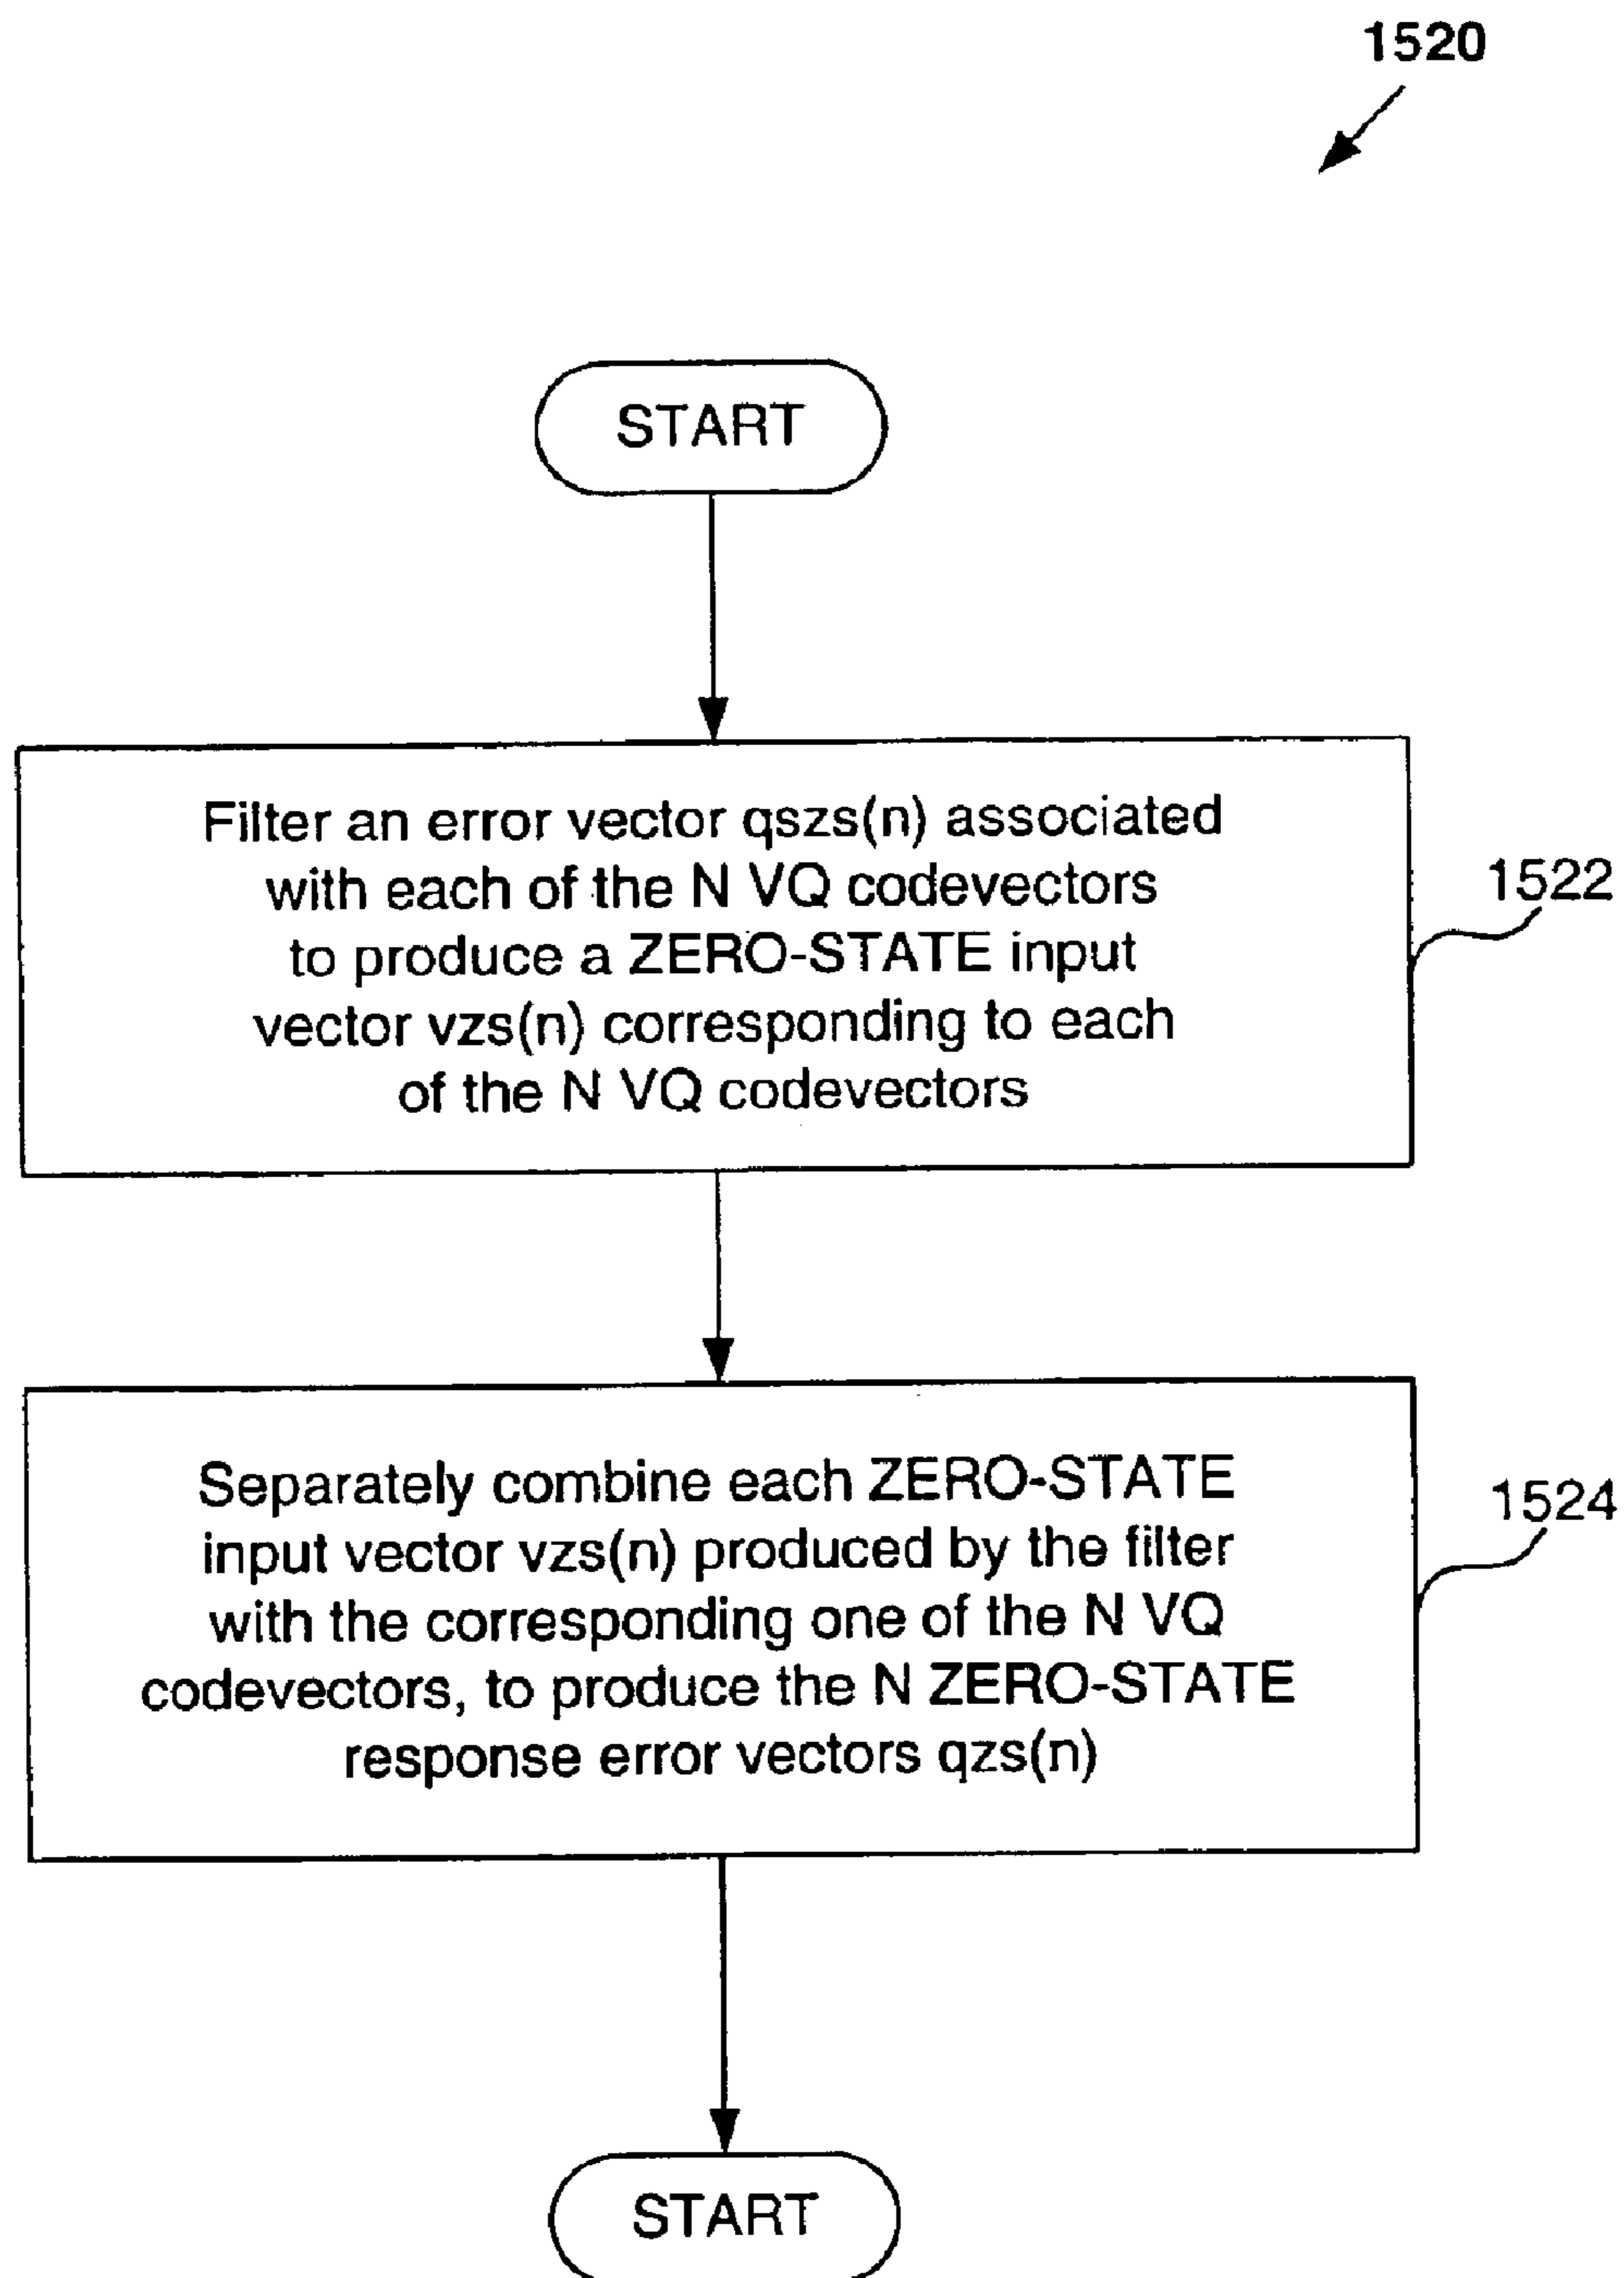 1520
START
Filter an error vector qszs(n) associated
with each of the N VQ codevectors
to produce a ZERO-STATE input
vector vzs(n) corresponding to each
of the N VQ codevectors
1522
Separately combine each ZERO-STATE
input vector vzs(n) produced by the filter
with the corresponding one of the N VQ
codevectors, to produce the N ZERO-STATE
response error vectors qzs(n)
1524
START